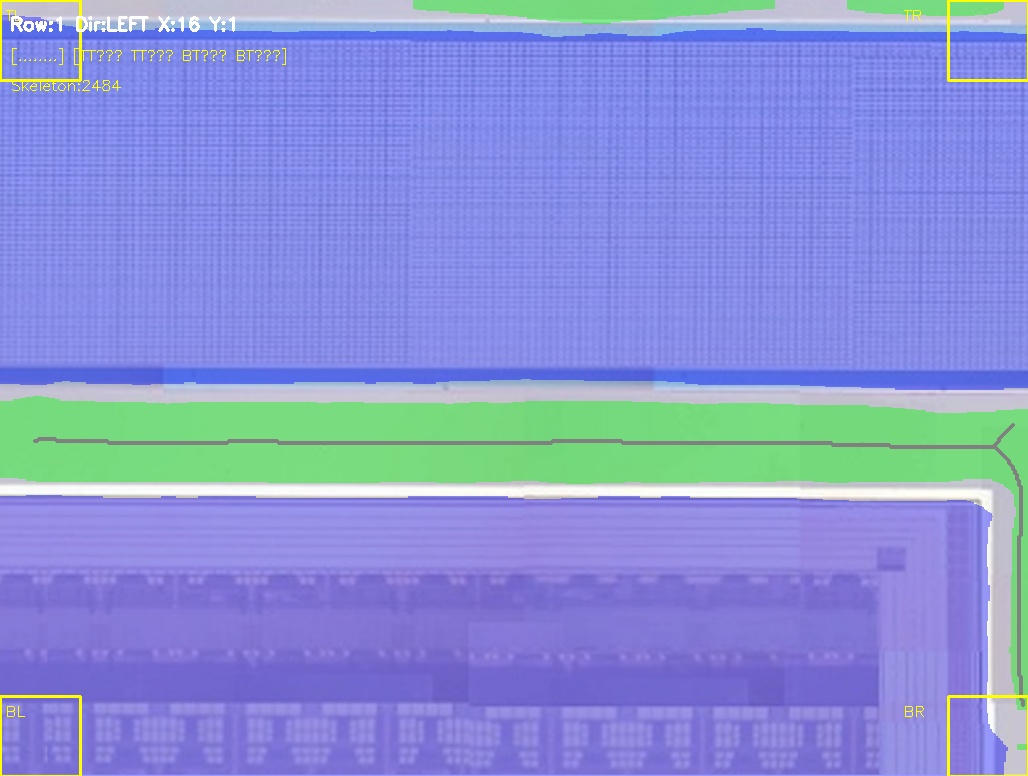 TL
Row:1 Dir:LEFT X:16 Y:1
TR
[........] [TT??? TT??? BT??? BT???]
Skeleton:2484
BL
BR